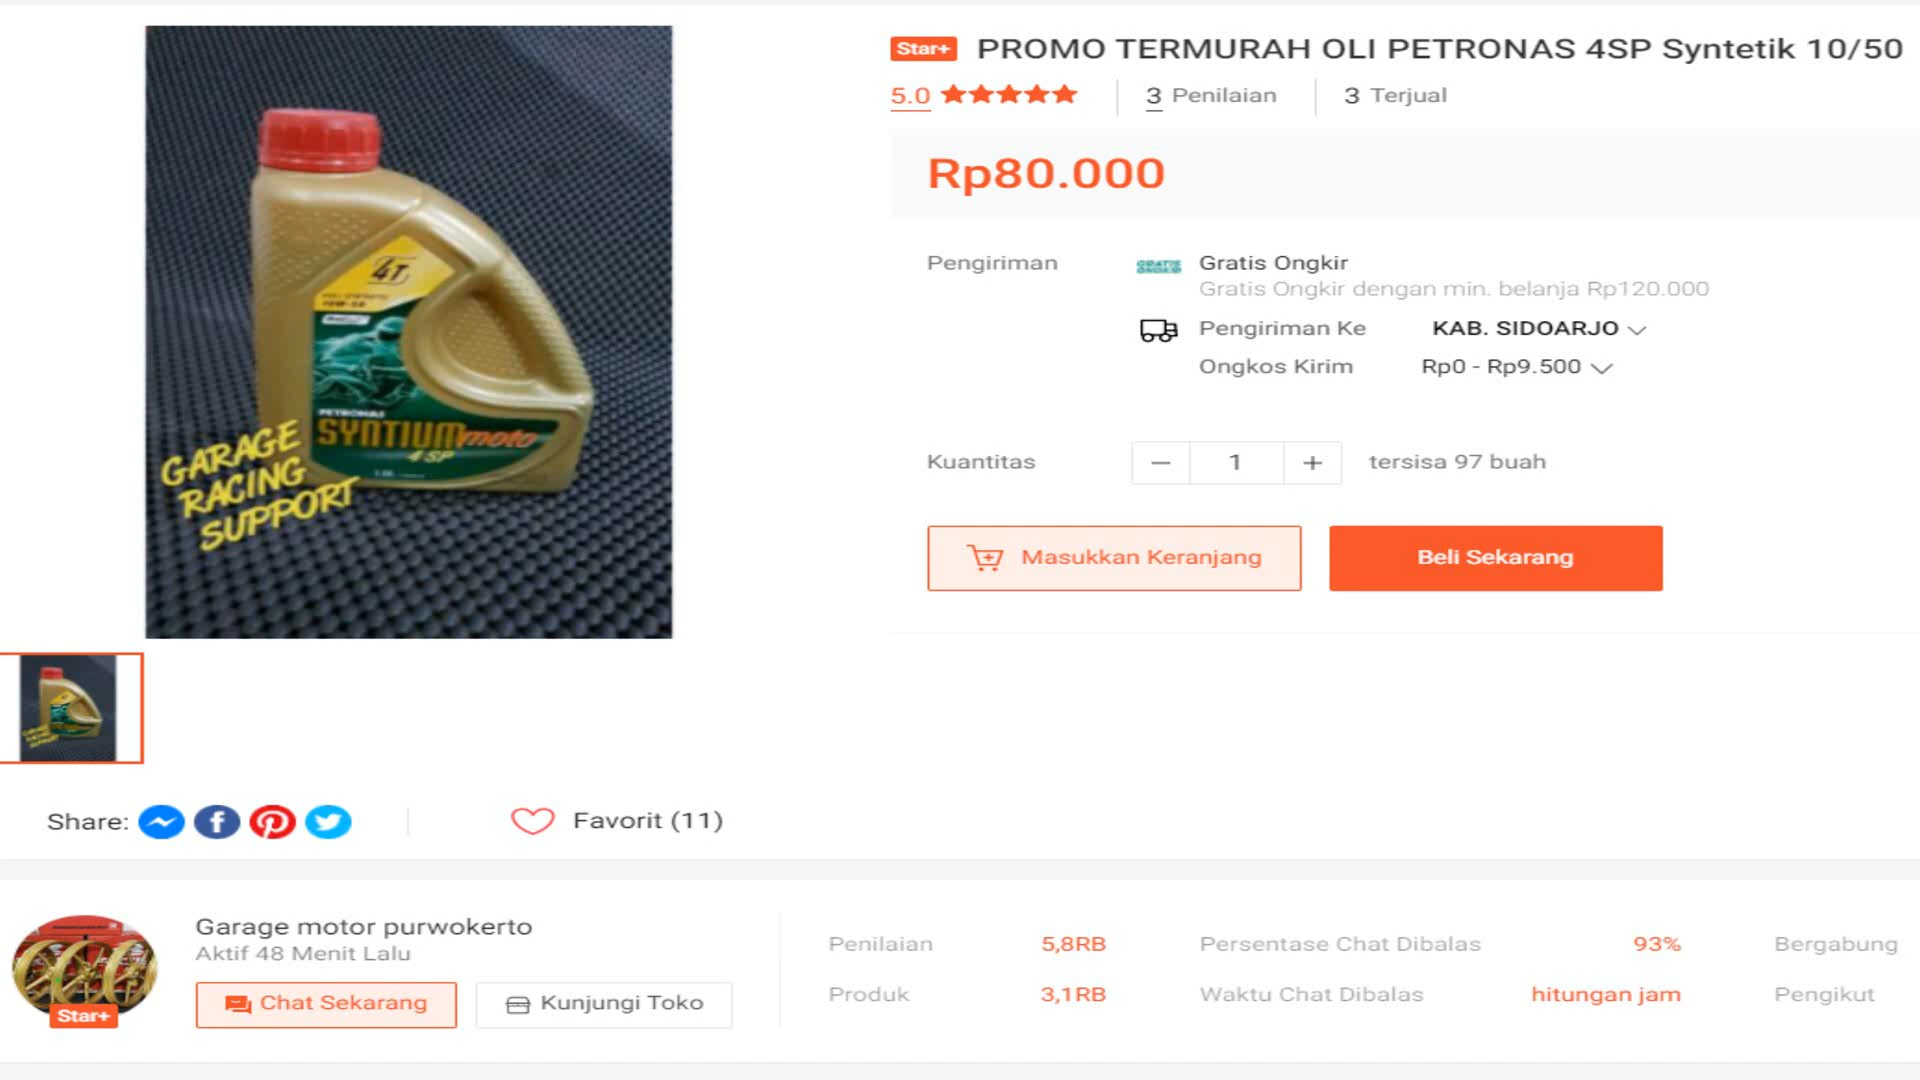 Star+ PROMO TERMURAH OLI PETRONAS 4SP Syntetik 10/50
5.0
3 Penilaian
3 Terjual
Rp80.000
Pengiriman
GRATIS ONGKIR
Gratis Ongkir
Gratis Ongkir dengan min. belanja Rp120.000
Pengiriman Ke KAB. SIDOARJO
Ongkos Kirim Rp0 - Rp9.500
Kuantitas
1
tersisa 97 buah
Masukkan Keranjang
Beli Sekarang
4T
PETRONAS
SYNTIUM moto
4 SP
GARAGE
RACING
SUPPORT
Share:
Favorit (11)
Garage motor purwokerto
Aktif 48 Menit Lalu
Star+
Chat Sekarang
Kunjungi Toko
Penilaian 5,8RB
Produk 3,1RB
Persentase Chat Dibalas 93%
Waktu Chat Dibalas hitungan jam
Bergabung
Pengikut